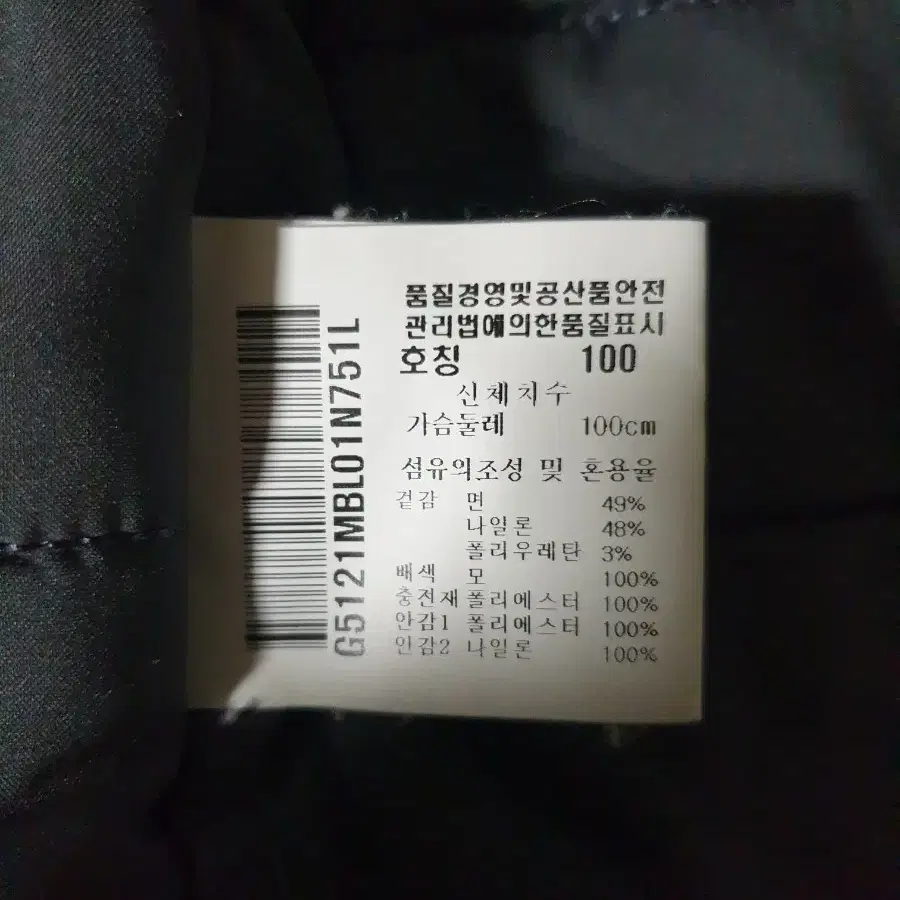 품질경영및공산품안전
관리법에의한품질표시
호칭 100
신체치수
가슴둘레 100cm
섬유의조성 및 혼용율
겉감 면 49%
나일론 48%
폴리우레탄 3%
배색 모 100%
충전재 폴리에스터 100%
안감1 폴리에스터 100%
안감2 나일론 100%
G5121MBL01N751L